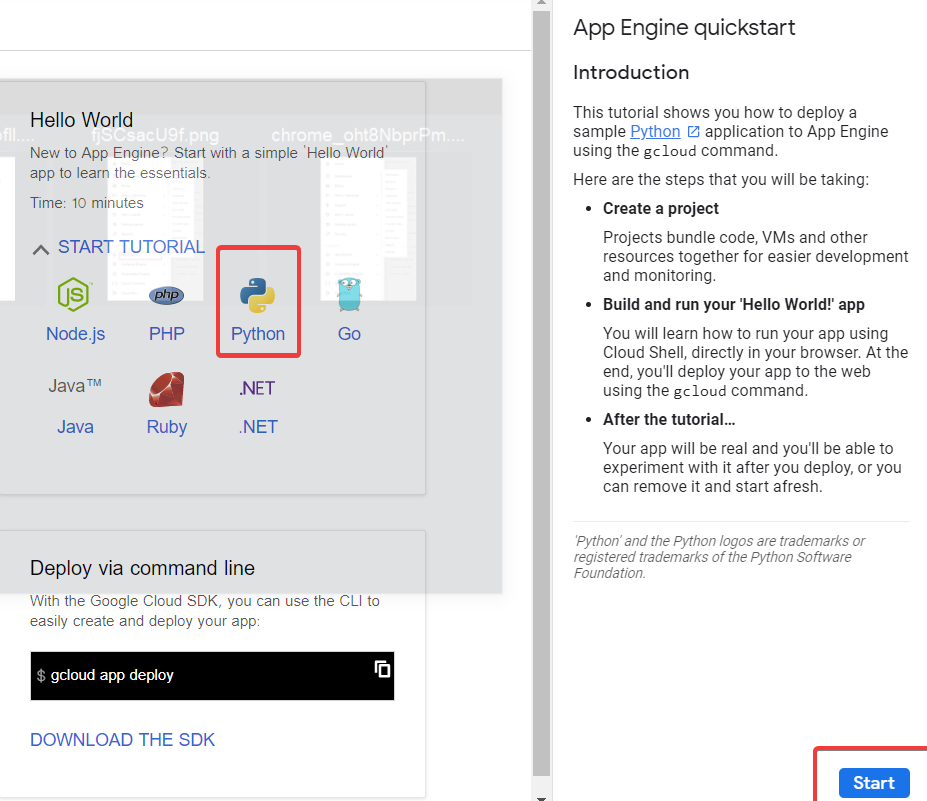 Hello World
fll....
fjSCsacU9f.png
chrome_oht8NbprPm....
New to App Engine? Start with a simple 'Hello World'
app to learn the essentials.
Time: 10 minutes
START TUTORIAL
JS
php
Node.js
PHP
Python
Go
Java™
.NET
Java
Ruby
.NET
Deploy via command line
With the Google Cloud SDK, you can use the CLI to
easily create and deploy your app:
$ gcloud app deploy
DOWNLOAD THE SDK
App Engine quickstart
Introduction
This tutorial shows you how to deploy a
sample Python application to App Engine
using the gcloud command.
Here are the steps that you will be taking:
• Create a project
Projects bundle code, VMs and other
resources together for easier development
and monitoring.
• Build and run your 'Hello World!' app
You will learn how to run your app using
Cloud Shell, directly in your browser. At the
end, you'll deploy your app to the web
using the gcloud command.
• After the tutorial…
Your app will be real and you'll be able to
experiment with it after you deploy, or you
can remove it and start afresh.
'Python' and the Python logos are trademarks or
registered trademarks of the Python Software
Foundation.
Start